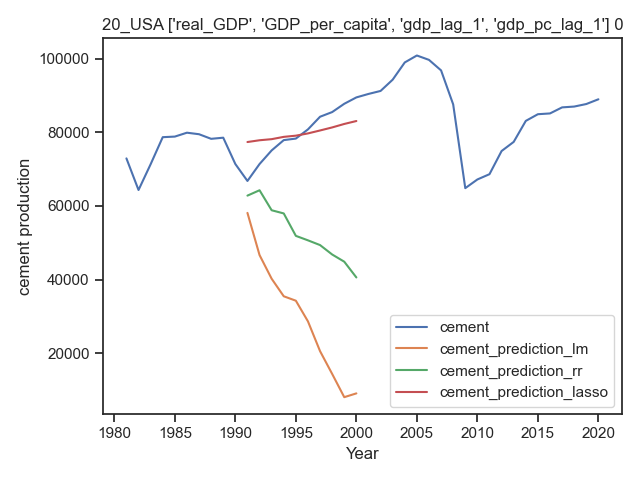 20_USA ['real_GDP', 'GDP_per_capita', 'gdp_lag_1', 'gdp_pc_lag_1'] 0
100000
80000
60000
40000
20000
cement production
1980 1985 1990 1995 2000 2005 2010 2015 2020
Year
cement
cement_prediction_lm
cement_prediction_rr
cement_prediction_lasso